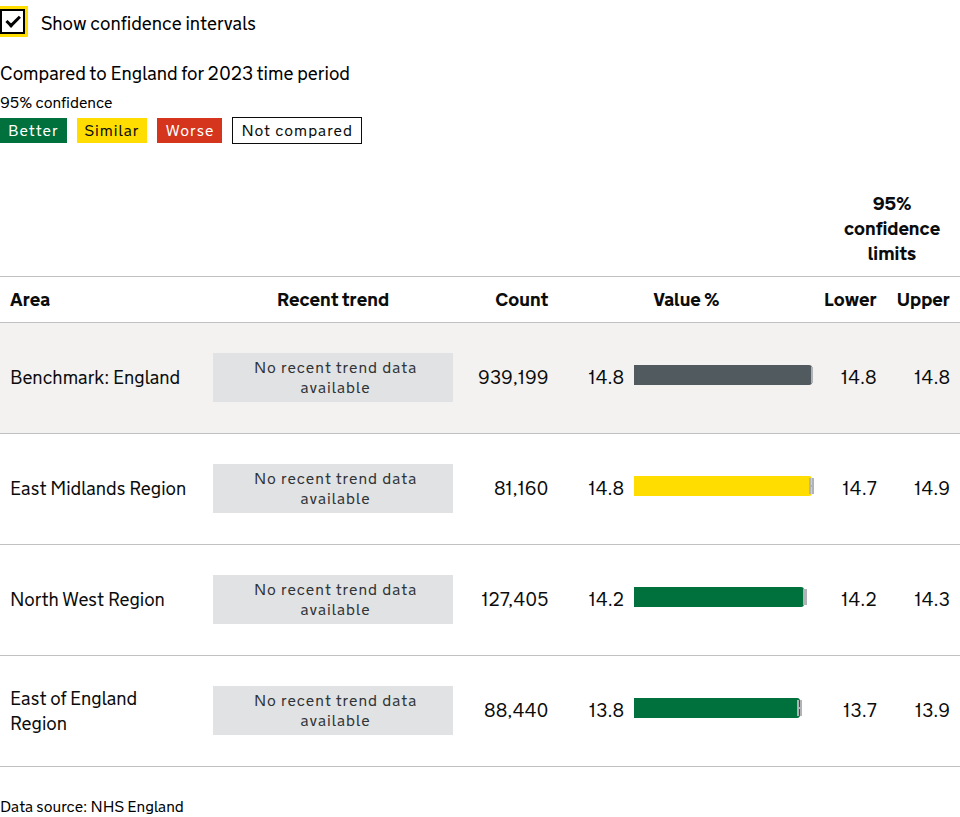 Show confidence intervals
Compared to England for 2023 time period
95% confidence
Better Similar Worse Not compared
95%
confidence
limits
Area Recent trend Count Value % Lower Upper
Benchmark: England No recent trend data available 939,199 14.8 14.8 14.8
East Midlands Region No recent trend data available 81,160 14.8 14.7 14.9
North West Region No recent trend data available 127,405 14.2 14.2 14.3
East of England Region No recent trend data available 88,440 13.8 13.7 13.9
Data source: NHS England